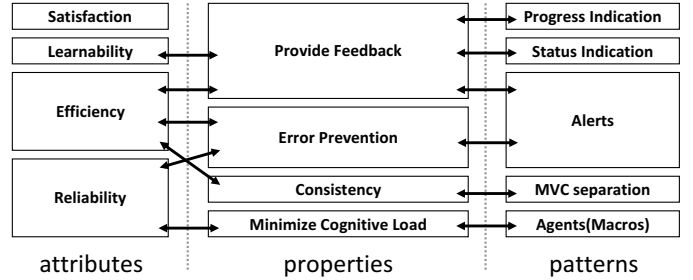 Satisfaction
Learnability
Efficiency
Reliability
attributes
Provide Feedback
Error Prevention
Consistency
Minimize Cognitive Load
properties
Progress Indication
Status Indication
Alerts
MVC separation
Agents(Macros)
patterns